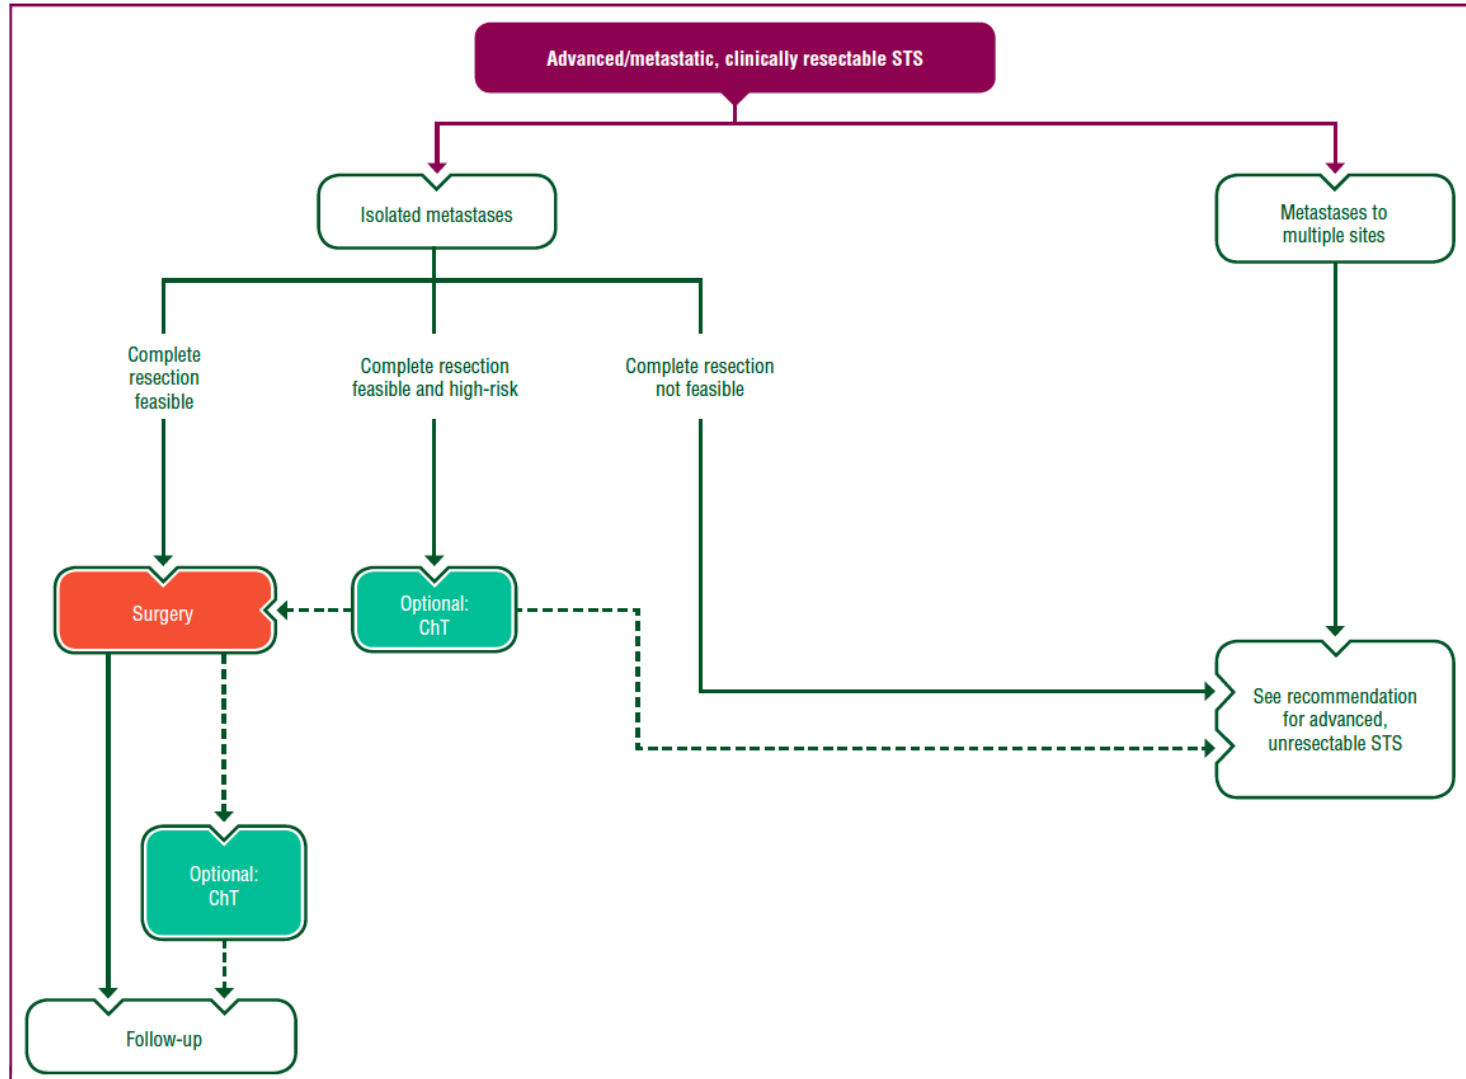 Advanced/metastatic, clinically resectable STS
Isolated metastases
Metastases to
multiple sites
Complete
resection
feasible
Complete resection
feasible and high-risk
Complete resection
not feasible
Surgery
Optional:
ChT
See recommendation
for advanced,
unresectable STS
Optional:
ChT
Follow-up